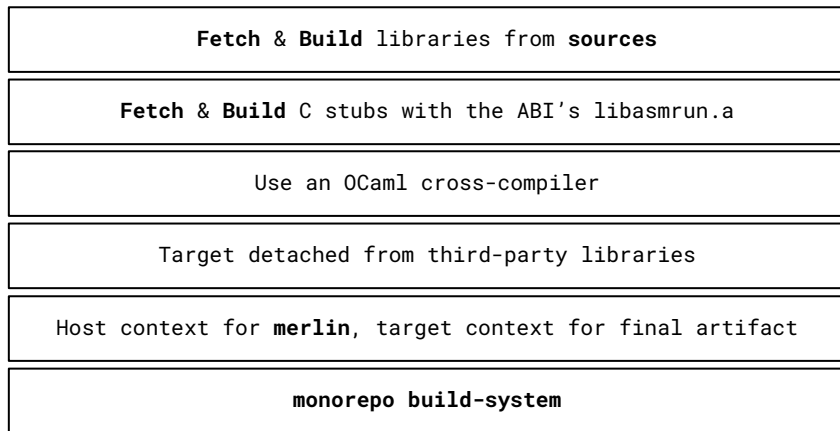 Fetch & Build libraries from sources
Fetch & Build C stubs with the ABI’s libasmrun.a
Use an OCaml cross-compiler
Target detached from third-party libraries
Host context for merlin, target context for final artifact
monorepo build-system